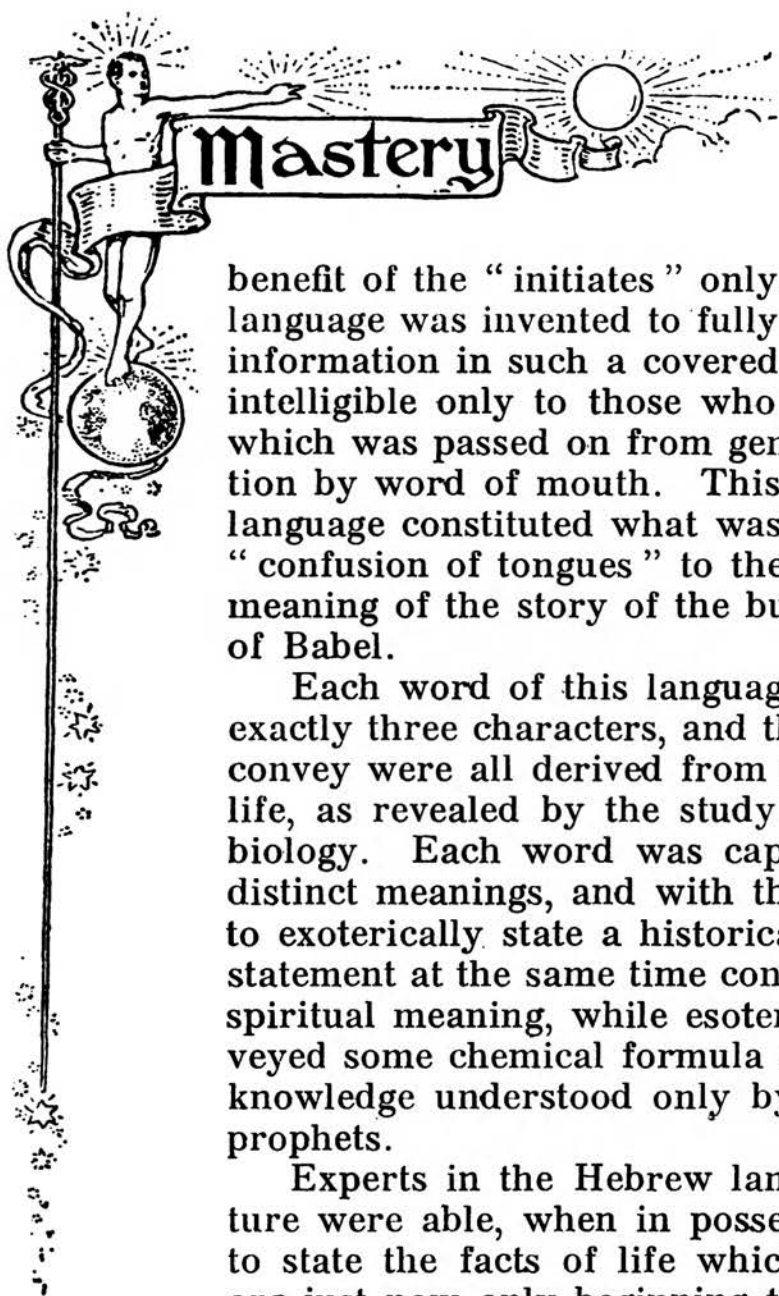 Mastery
benefit of the “ initiates ” only
language was invented to fully
information in such a covered
intelligible only to those who
which was passed on from gen
tion by word of mouth. This
language constituted what was
“ confusion of tongues ” to the
meaning of the story of the bu
of Babel.
Each word of this languag
exactly three characters, and th
convey were all derived from
life, as revealed by the study
biology. Each word was cap
distinct meanings, and with th
to exoterically state a historica
statement at the same time con
spiritual meaning, while esoter
veyed some chemical formula
knowledge understood only by
prophets.
Experts in the Hebrew lan
ture were able, when in posse
to state the facts of life whic
just now only beginning t